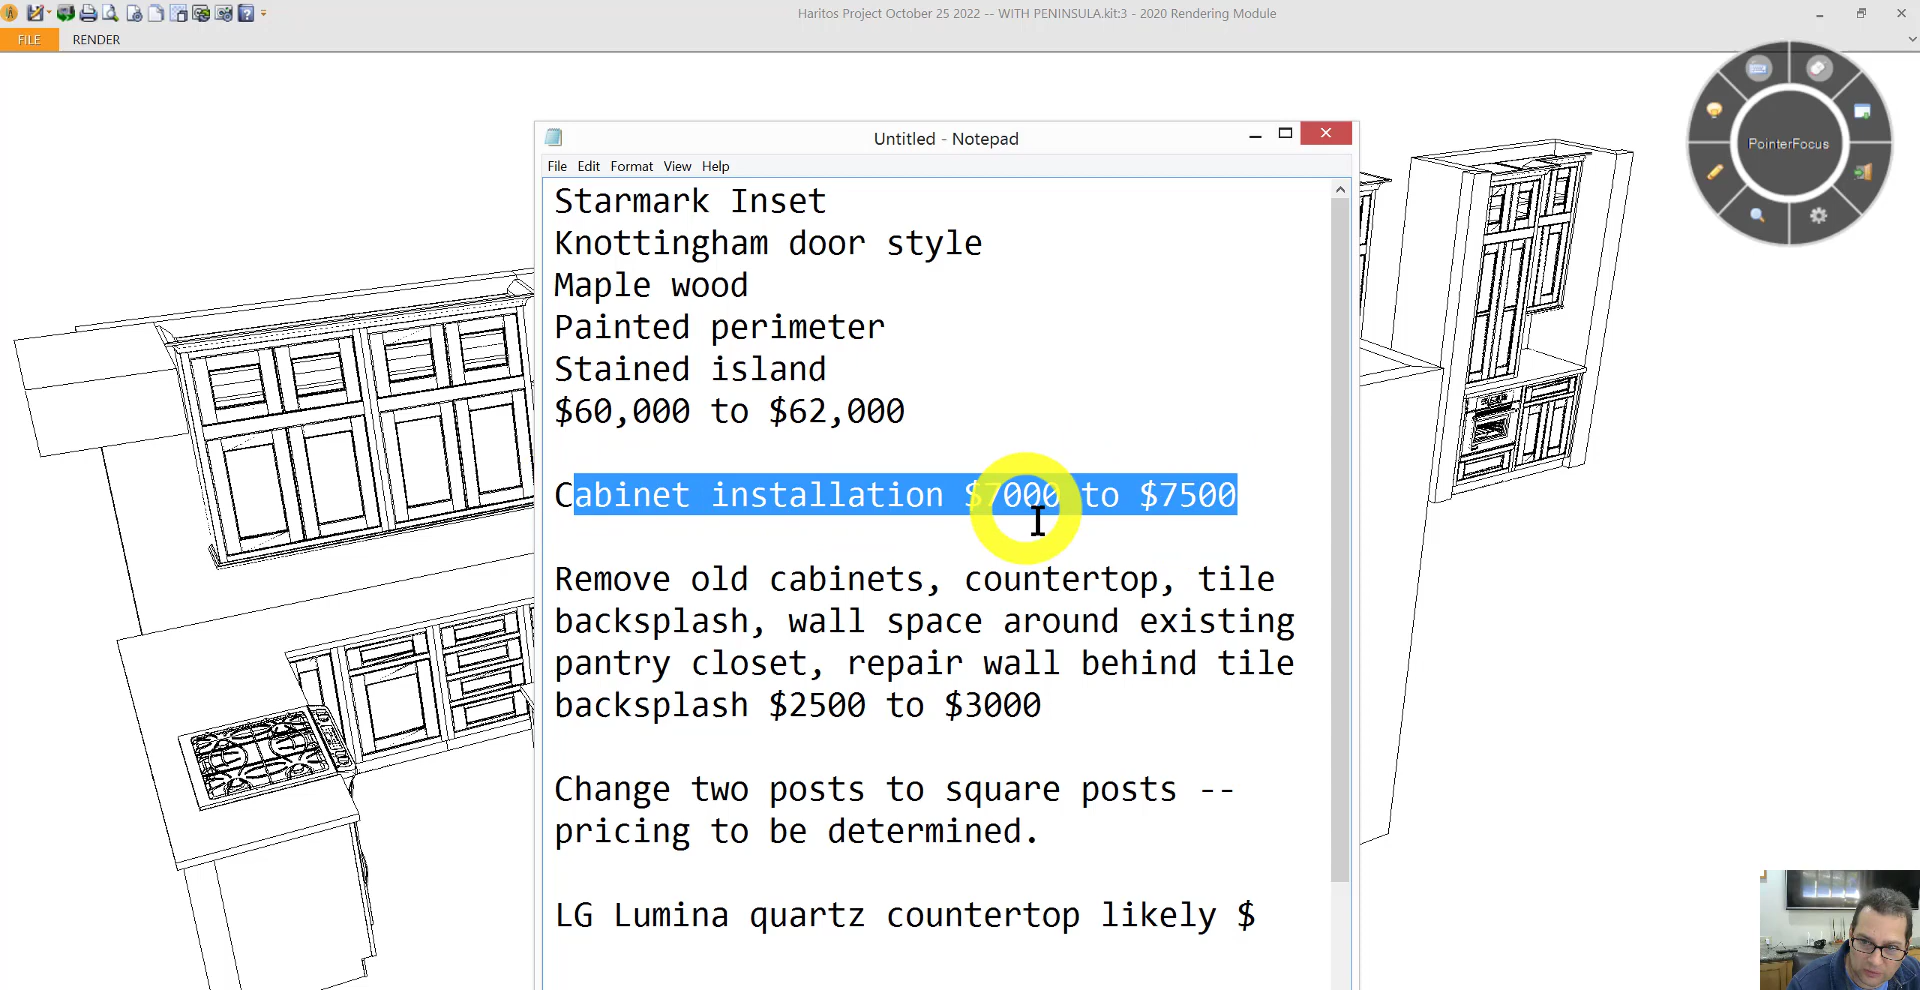 Haritos Project October 25 2022 -- WITH PENINSULA.kit:3 - 2020 Rendering Module
FILE RENDER
PointerFocus
Untitled - Notepad
File Edit Format View Help
Starmark Inset
Knottingham door style
Maple wood
Painted perimeter
Stained island
$60,000 to $62,000
Cabinet installation $7000 to $7500
Remove old cabinets, countertop, tile
backsplash, wall space around existing
pantry closet, repair wall behind tile
backsplash $2500 to $3000
Change two posts to square posts --
pricing to be determined.
LG Lumina quartz countertop likely $